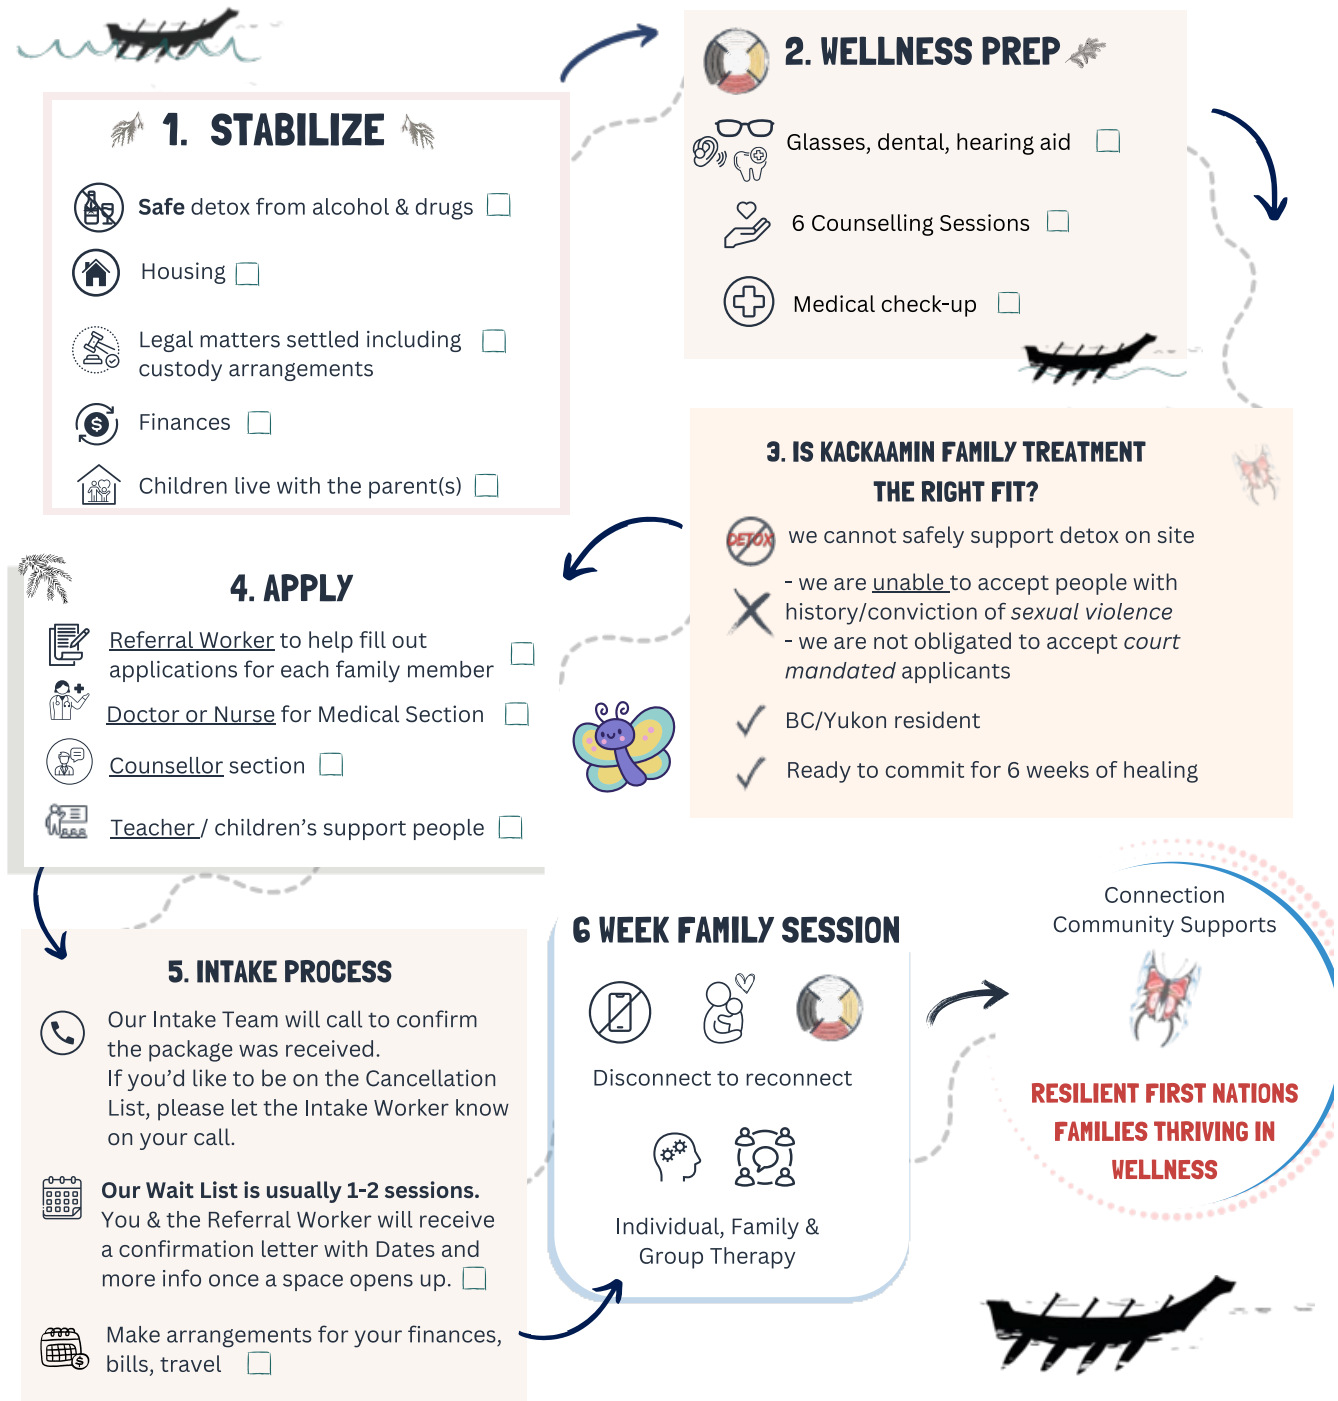 1. STABILIZE
Safe detox from alcohol & drugs
Housing
Legal matters settled including
custody arrangements
Finances
Children live with the parent(s)
2. WELLNESS PREP
Glasses, dental, hearing aid
6 Counselling Sessions
Medical check-up
3. IS KACKAAMIN FAMILY TREATMENT
THE RIGHT FIT?
DETOX
we cannot safely support detox on site
- we are unable to accept people with
history/conviction of sexual violence
- we are not obligated to accept court
mandated applicants
BC/Yukon resident
Ready to commit for 6 weeks of healing
4. APPLY
Referral Worker to help fill out
applications for each family member
Doctor or Nurse for Medical Section
Counsellor section
Teacher / children's support people
5. INTAKE PROCESS
Our Intake Team will call to confirm
the package was received.
If you'd like to be on the Cancellation
List, please let the Intake Worker know
on your call.
Our Wait List is usually 1-2 sessions.
You & the Referral Worker will receive
a confirmation letter with Dates and
more info once a space opens up.
Make arrangements for your finances,
bills, travel
6 WEEK FAMILY SESSION
Disconnect to reconnect
Individual, Family &
Group Therapy
Connection
Community Supports
RESILIENT FIRST NATIONS
FAMILIES THRIVING IN
WELLNESS